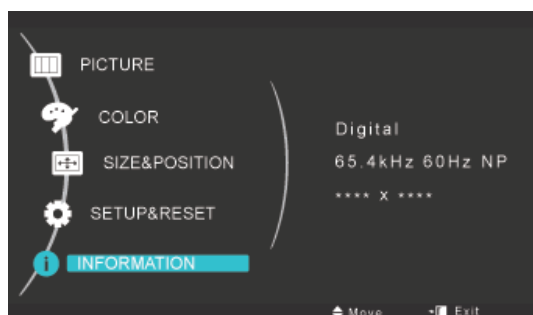 PICTURE
COLOR
SIZE&POSITION
SETUP&RESET
INFORMATION
Digital
65.4kHz 60Hz NP
**** X ****
Move Exit